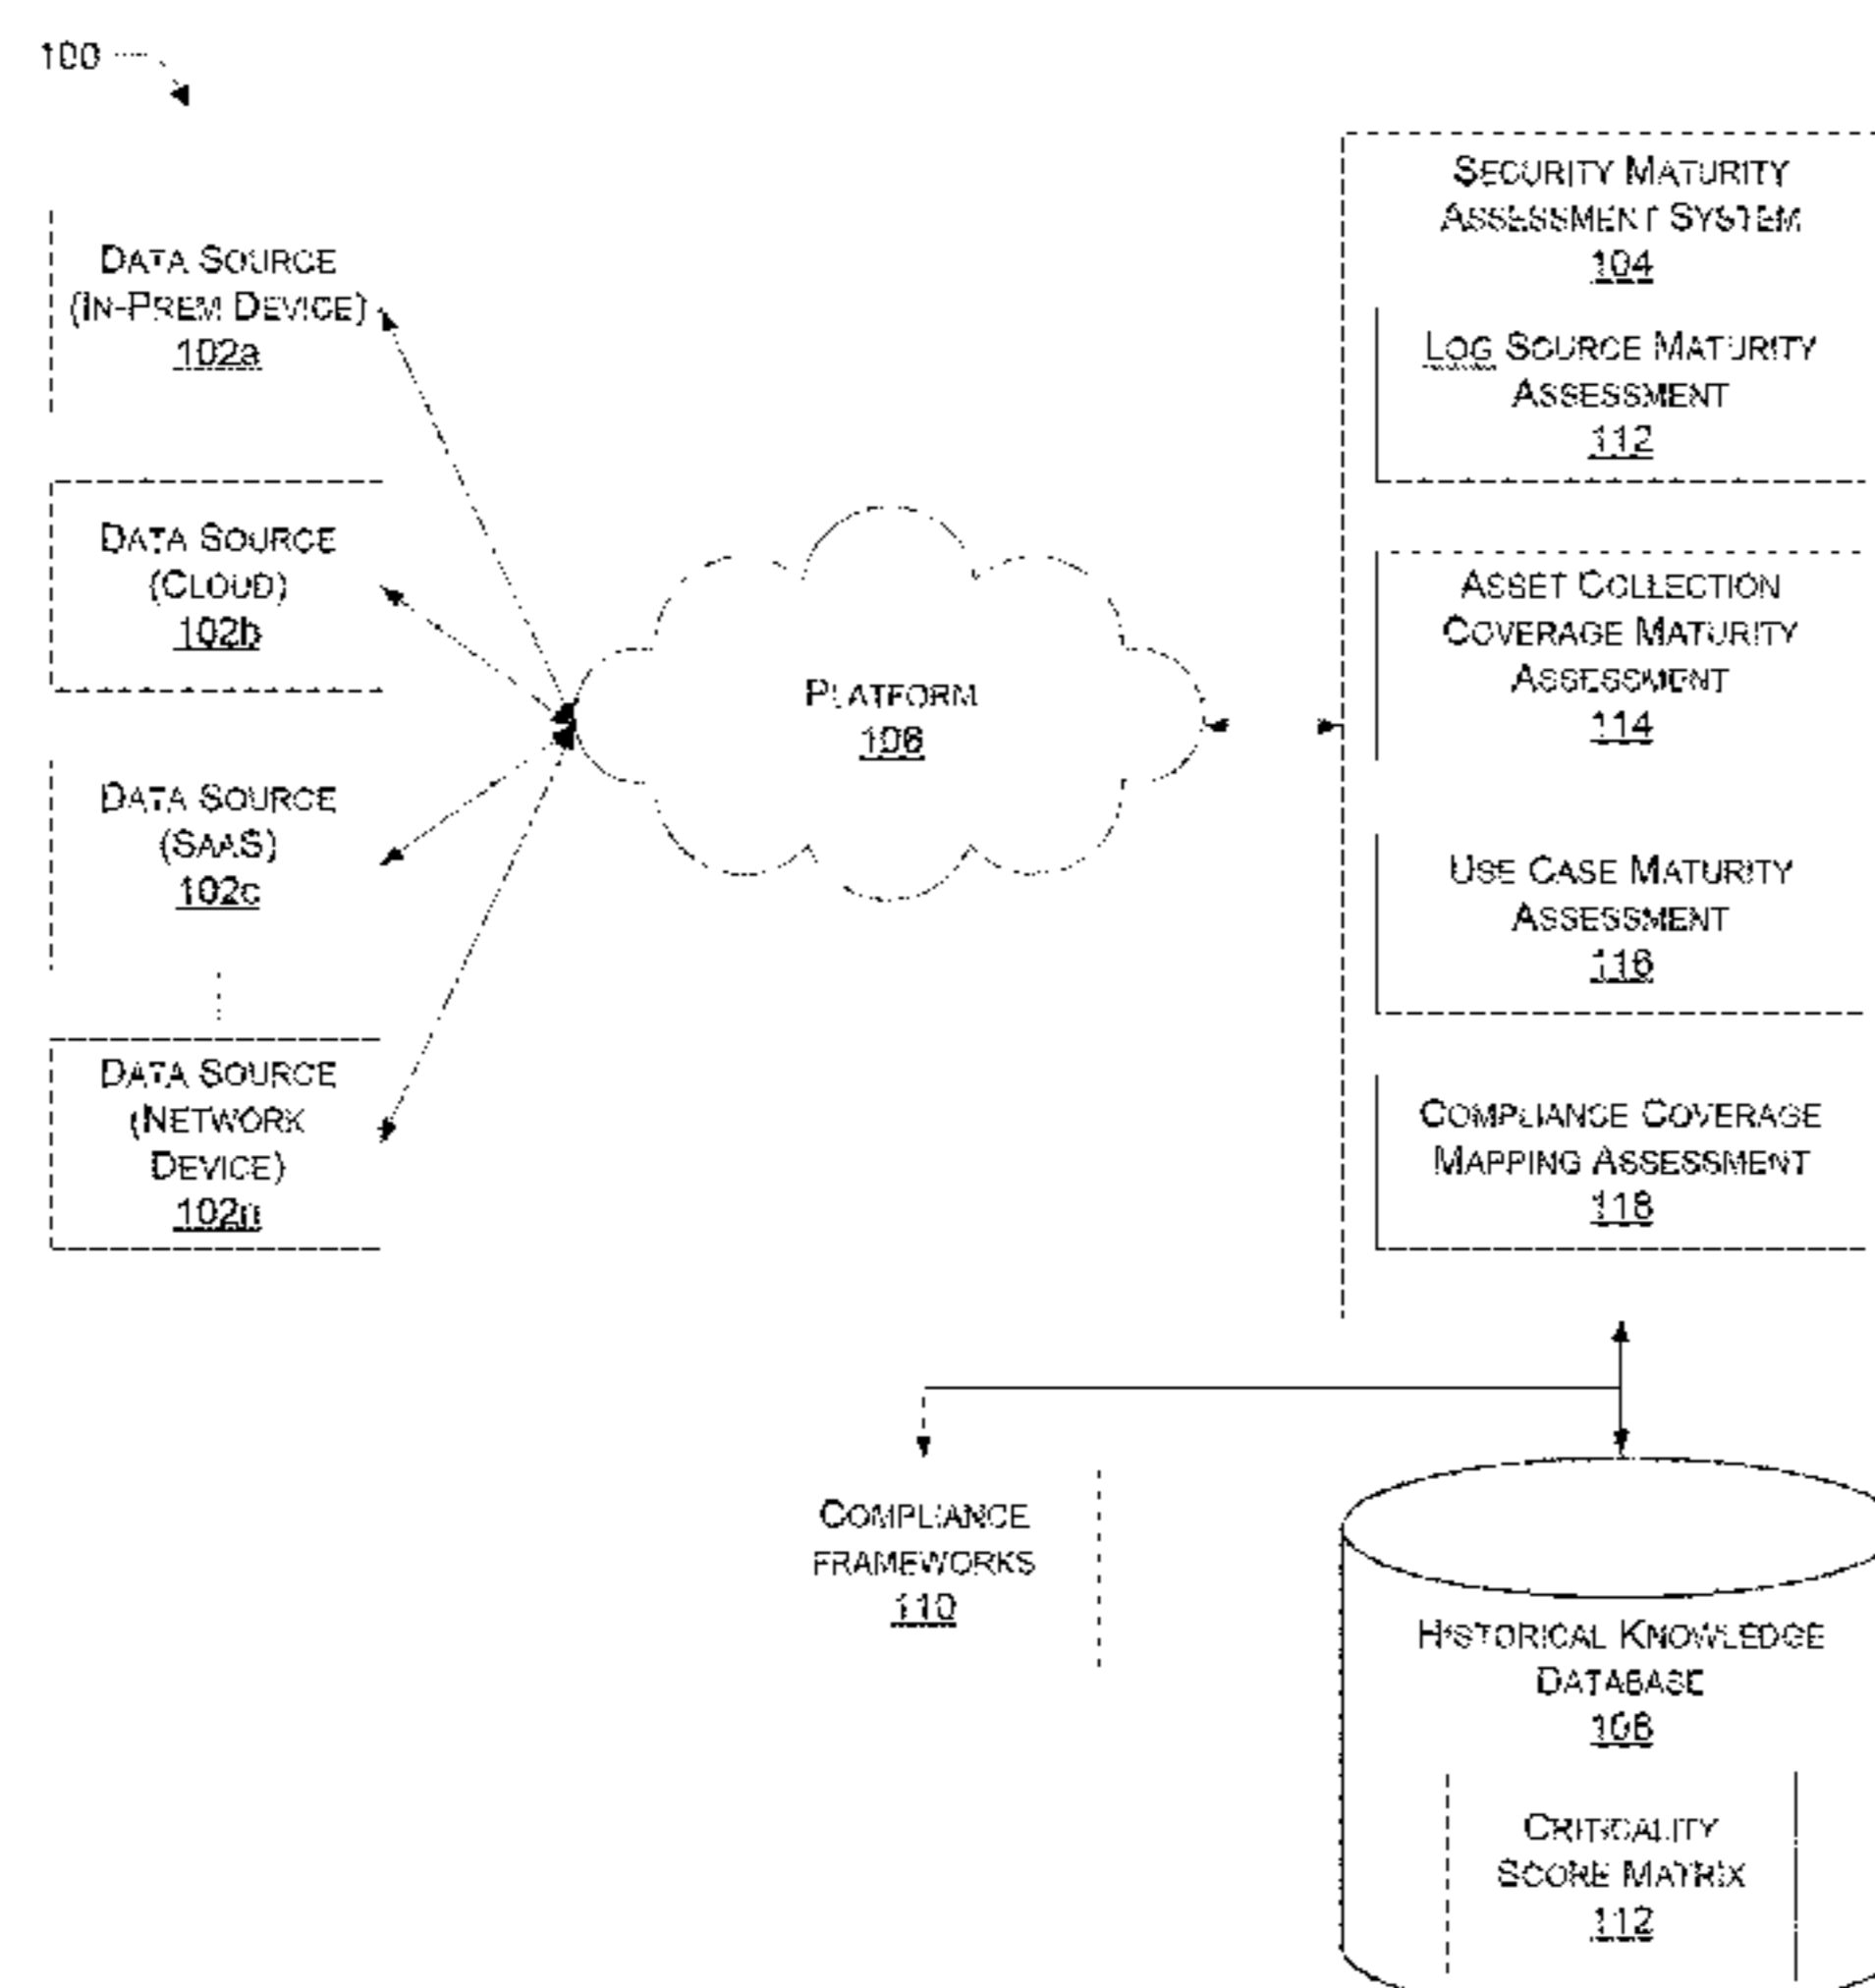 100
DATA SOURCE
(IN-PREM DEVICE)
102a
DATA SOURCE
(CLOUD)
102b
DATA SOURCE
(SAAS)
102c
DATA SOURCE
(NETWORK
DEVICE)
102n
PLATFORM
106
SECURITY MATURITY
ASSESSMENT SYSTEM
104
LOG SOURCE MATURITY
ASSESSMENT
112
ASSET COLLECTION
COVERAGE MATURITY
ASSESSMENT
114
USE CASE MATURITY
ASSESSMENT
116
COMPLIANCE COVERAGE
MAPPING ASSESSMENT
118
COMPLIANCE
FRAMEWORKS
110
HISTORICAL KNOWLEDGE
DATABASE
108
CRITICALITY
SCORE MATRIX
112